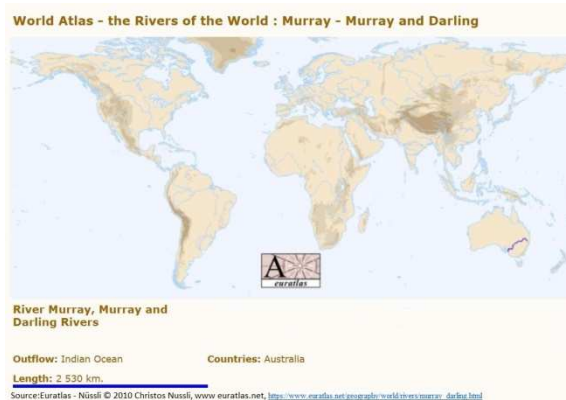 World Atlas - the Rivers of the World : Murray - Murray and Darling
A
euratlas
River Murray, Murray and
Darling Rivers
Outflow: Indian Ocean Countries: Australia
Length: 2 530 km.
Source:Euratlas - Nüssli © 2010 Christos Nussli, www euratlas.net, https://www.euratlas.net/geography/world/rivers/murray_darling.html